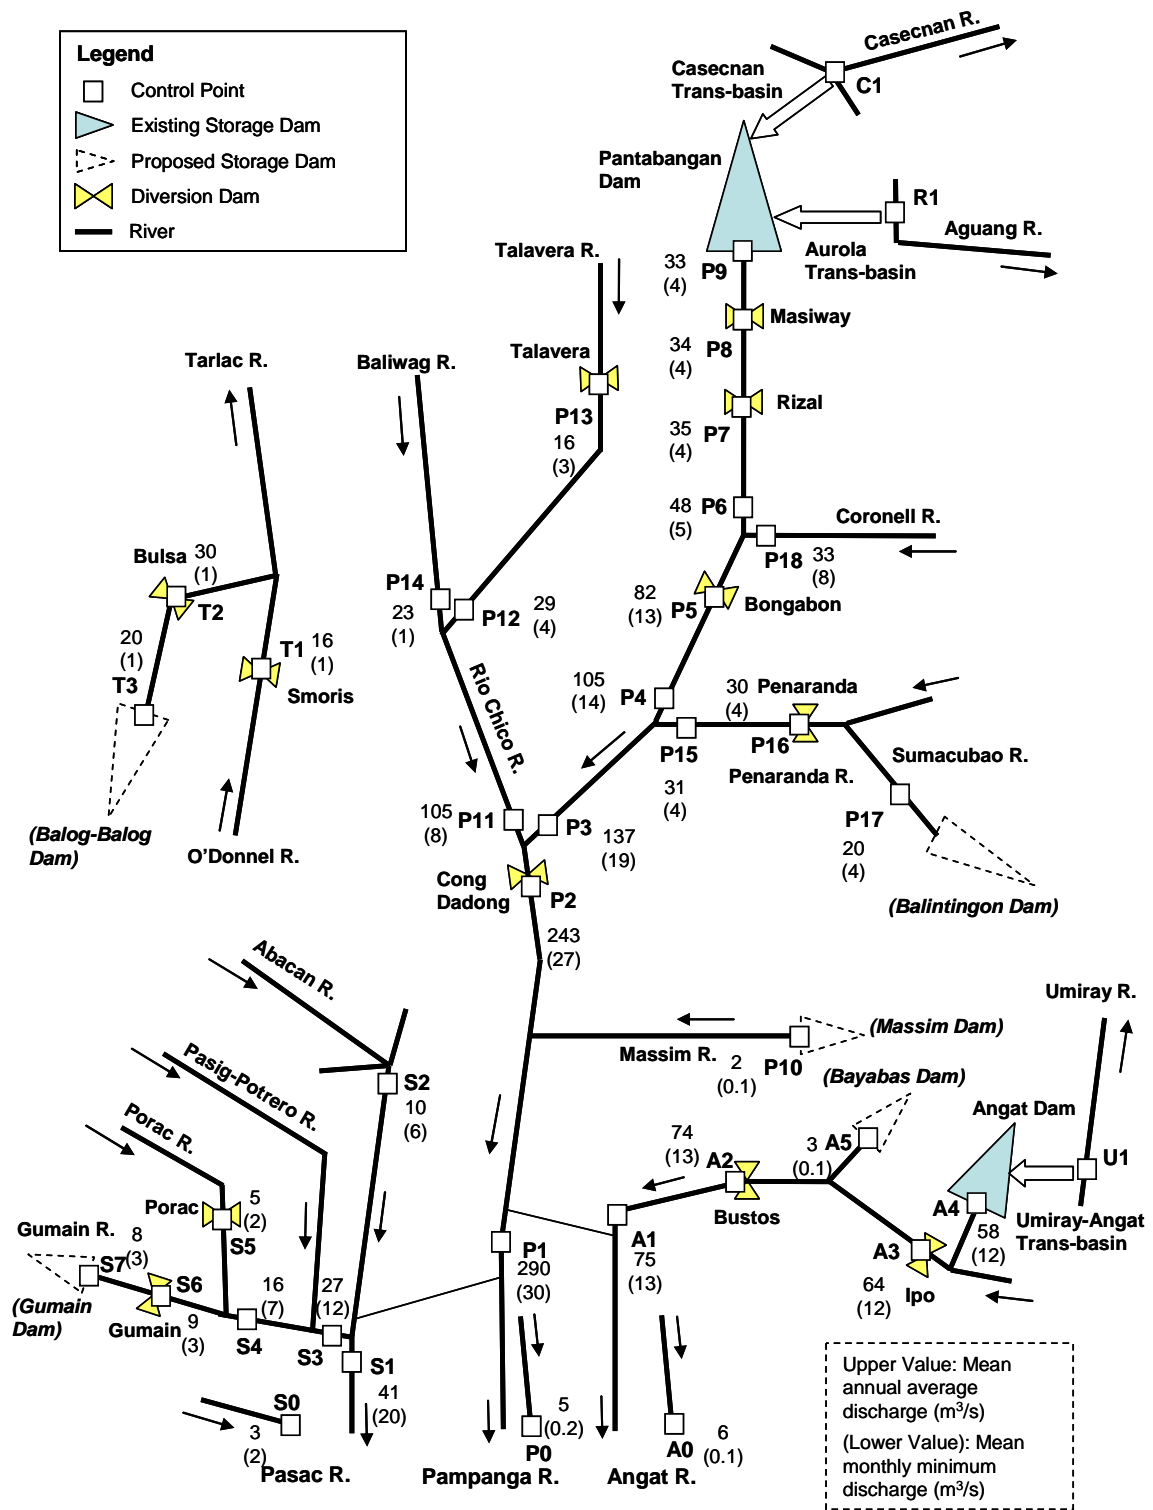 Legend
Control Point
Existing Storage Dam
Proposed Storage Dam
Diversion Dam
River
Casecnan R.
Casecnan
Trans-basin
C1
Pantabangan
Dam
R1
Aguang R.
Aurola
Trans-basin
Talavera R.
33
(4)
P9
Masiway
34
(4)
P8
Rizal
35
(4)
P7
Talavera
P13
16
(3)
Tarlac R.
Baliwag R.
48
(5)
P6
Coronell R.
P18
33
(8)
Bulsa
30
(1)
T2
P14
23
(1)
P12
29
(4)
82
(13)
P5
Bongabon
20
(1)
T3
T1
16
(1)
Smoris
Rio Chico R.
105
(14)
P4
30
(4)
Penaranda
P15
P16
Penaranda R.
31
(4)
Sumacubao R.
P17
20
(4)
(Balog-Balog
Dam)
O'Donnel R.
105
(8)
P11
P3
137
(19)
Cong
Dadong
P2
(Balintingon Dam)
243
(27)
Abacan R.
Umiray R.
Massim R.
2
(0.1)
P10
(Massim Dam)
Pasig-Potrero R.
S2
10
(6)
(Bayabas Dam)
Angat Dam
Porac R.
74
(13)
A2
3
(0.1)
A5
U1
Bustos
A4
58
(12)
Umiray-Angat
Trans-basin
Porac
5
(2)
S5
Gumain R.
8
(3)
S7
S6
(Gumain
Dam)
Gumain
9
(3)
16
(7)
S4
27
(12)
S3
S1
P1
290
(30)
A1
75
(13)
A3
64
(12)
Ipo
41
(20)
S0
3
(2)
Pasac R.
5
(0.2)
P0
Pampanga R.
A0
6
(0.1)
Angat R.
Upper Value: Mean
annual average
discharge (m³/s)
(Lower Value): Mean
monthly minimum
discharge (m³/s)